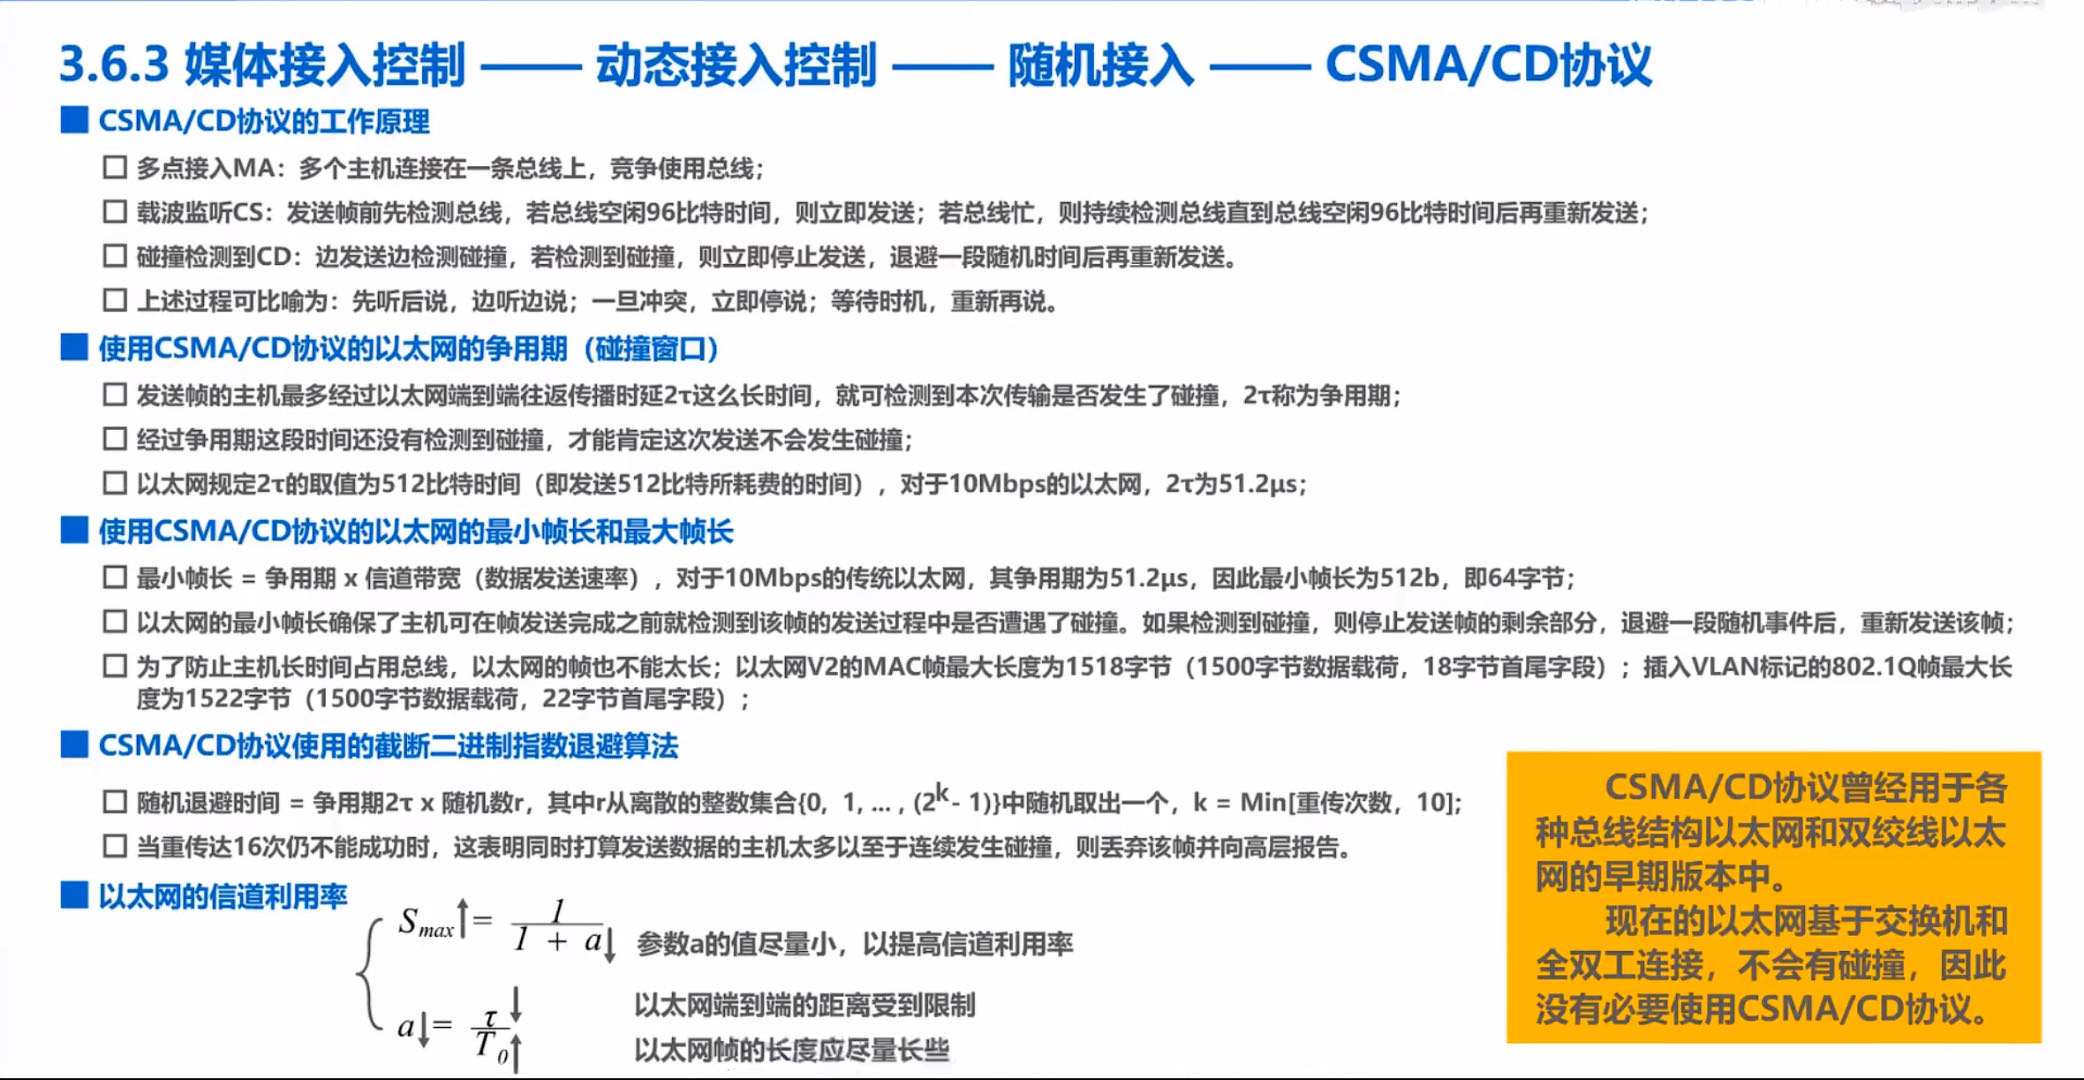 3.6.3 媒体接入控制 —— 动态接入控制 —— 随机接入 —— CSMA/CD协议
CSMA/CD协议的工作原理
多点接入MA：多个主机连接在一条总线上，竞争使用总线；
载波监听CS：发送帧前先检测总线，若总线空闲96比特时间，则立即发送；若总线忙，则持续检测总线直到总线空闲96比特时间后再重新发送；
碰撞检测到CD：边发送边检测碰撞，若检测到碰撞，则立即停止发送，退避一段随机时间后再重新发送。
上述过程可比喻为：先听后说，边听边说；一旦冲突，立即停说；等待时机，重新再说。
使用CSMA/CD协议的以太网的争用期（碰撞窗口）
发送帧的主机最多经过以太网端到端往返传播时延2τ这么长时间，就可检测到本次传输是否发生了碰撞，2τ称为争用期；
经过争用期这段时间还没有检测到碰撞，才能肯定这次发送不会发生碰撞；
以太网规定2τ的取值为512比特时间（即发送512比特所耗费的时间），对于10Mbps的以太网，2τ为51.2μs；
使用CSMA/CD协议的以太网的最小帧长和最大帧长
最小帧长 = 争用期 x 信道带宽（数据发送速率），对于10Mbps的传统以太网，其争用期为51.2μs，因此最小帧长为512b，即64字节；
以太网的最小帧长确保了主机可在帧发送完成之前就检测到该帧的发送过程中是否遭遇了碰撞。如果检测到碰撞，则停止发送帧的剩余部分，退避一段随机事件后，重新发送该帧；
为了防止主机长时间占用总线，以太网的帧也不能太长；以太网V2的MAC帧最大长度为1518字节（1500字节数据载荷，18字节首尾字段）；插入VLAN标记的802.1Q帧最大长
度为1522字节（1500字节数据载荷，22字节首尾字段）；
CSMA/CD协议使用的截断二进制指数退避算法
随机退避时间 = 争用期2τ x 随机数r，其中r从离散的整数集合{0, 1, ... , (2^k - 1)}中随机取出一个，k = Min[重传次数，10]；
当重传达16次仍不能成功时，这表明同时打算发送数据的主机太多以至于连续发生碰撞，则丢弃该帧并向高层报告。
以太网的信道利用率
S_max↑ = 1 / (1 + a↓) 参数a的值尽量小，以提高信道利用率
a↓ = τ↓ / T_0↑
以太网端到端的距离受到限制
以太网帧的长度应尽量长些
CSMA/CD协议曾经用于各
种总线结构以太网和双绞线以太
网的早期版本中。
现在的以太网基于交换机和
全双工连接，不会有碰撞，因此
没有必要使用CSMA/CD协议。